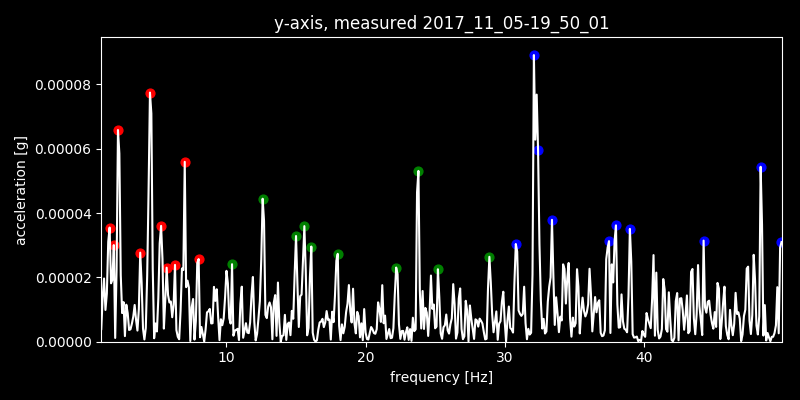 y-axis, measured 2017_11_05-19_50_01
0.00008
0.00006
0.00004
0.00002
0.00000
acceleration [g]
10 20 30 40
frequency [Hz]